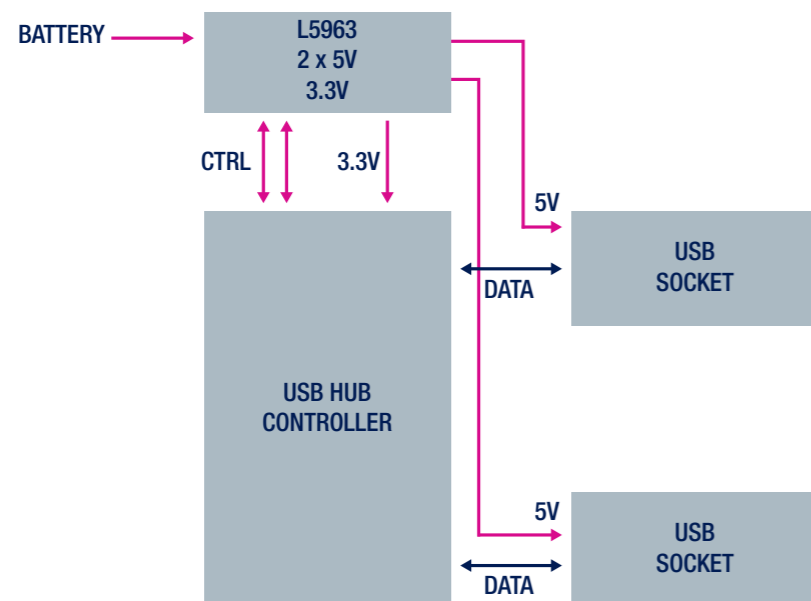 BATTERY
L5963
2 x 5V
3.3V
CTRL
3.3V
5V
USB
SOCKET
DATA
USB HUB
CONTROLLER
5V
USB
SOCKET
DATA